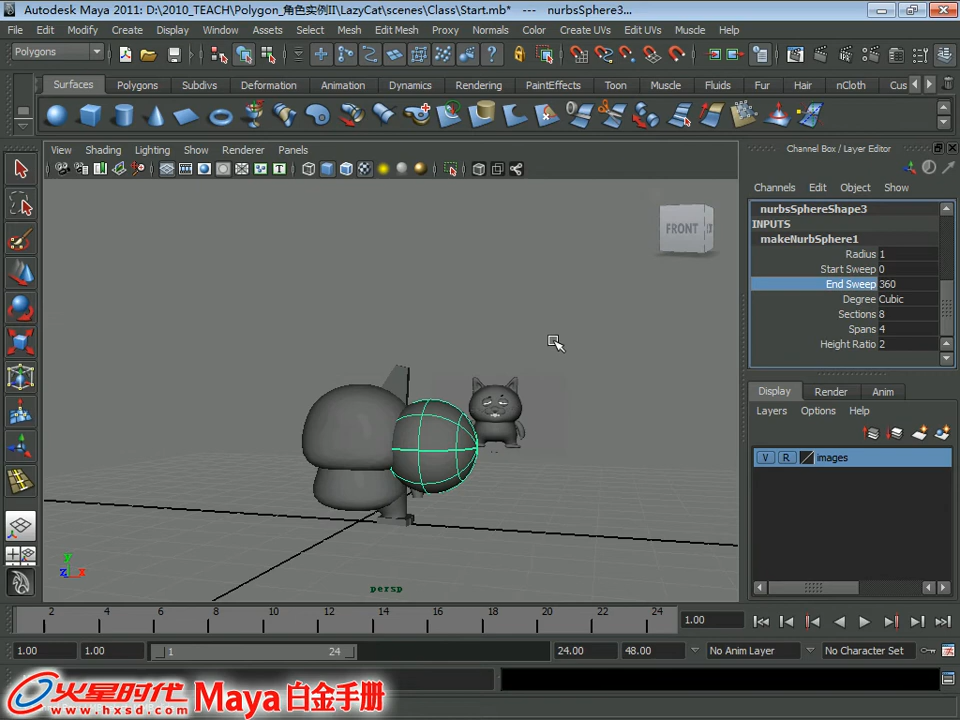 Autodesk Maya 2011: D:\2010_TEACH\Polygon_角色实例II\LazyCat\scenes\Class\Start.mb* --- nurbsSphere3...
File Edit Modify Create Display Window Assets Select Mesh Edit Mesh Proxy Normals Color Create UVs Edit UVs Muscle Help
Polygons
Surfaces Polygons Subdivs Deformation Animation Dynamics Rendering PaintEffects Toon Muscle Fluids Fur Hair nCloth Cus
View Shading Lighting Show Renderer Panels
FRONT
persp
y
z x
Channel Box / Layer Editor
Channels Edit Object Show
nurbsSphereShape3
INPUTS
makeNurbSphere1
Radius 1
Start Sweep 0
End Sweep 360
Degree Cubic
Sections 8
Spans 4
Height Ratio 2
Display Render Anim
Layers Options Help
V R images
2 4 6 8 10 12 14 16 18 20 22 24
1.00
1.00 1.00 1 24 24.00 48.00 No Anim Layer No Character Set
火星时代 Maya 白金手册
www.hxsd.com